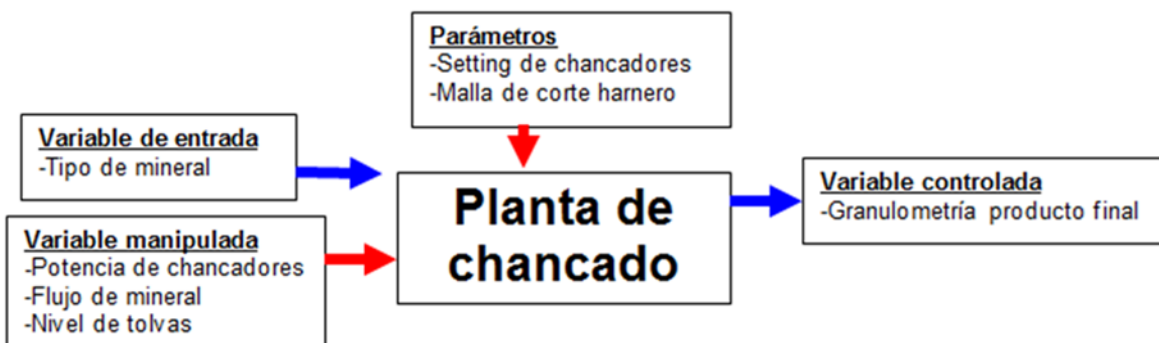 Parámetros
-Setting de chancadores
-Malla de corte harnero
Variable de entrada
-Tipo de mineral
Variable manipulada
-Potencia de chancadores
-Flujo de mineral
-Nivel de tolvas
Planta de
chancado
Variable controlada
-Granulometría producto final